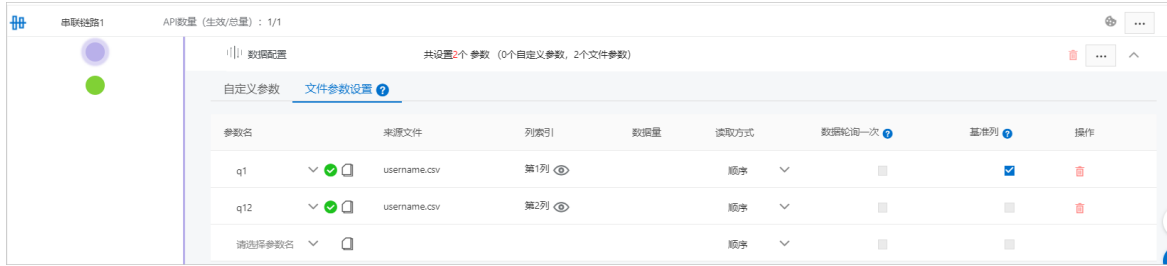 串联链路1 API数量（生效/总量）: 1/1
数据配置 共设置2个 参数 （0个自定义参数，2个文件参数）
自定义参数 文件参数设置
参数名 来源文件 列索引 数据量 读取方式 数据轮询一次 基准列 操作
q1 username.csv 第1列 顺序
q12 username.csv 第2列 顺序
请选择参数名 顺序